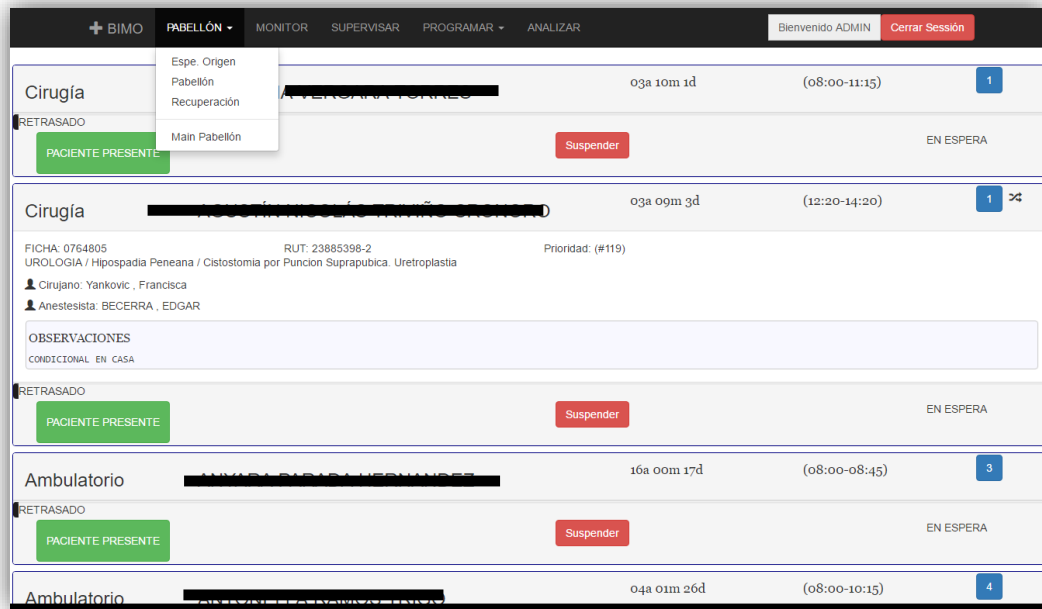 BIMO PABELLÓN MONITOR SUPERVISAR PROGRAMAR ANALIZAR Bienvenido ADMIN Cerrar Sessión
Espe. Origen
Pabellón
Recuperación
Main Pabellón
Cirugía 03a 10m 1d (08:00-11:15) 1
RETRASADO
PACIENTE PRESENTE Suspender EN ESPERA
Cirugía 03a 09m 3d (12:20-14:20) 1
FICHA: 0764805 RUT: 23885398-2 Prioridad: (#119)
UROLOGIA / Hipospadia Peneana / Cistostomia por Puncion Suprapubica. Uretroplastia
Cirujano: Yankovic , Francisca
Anestesista: BECERRA , EDGAR
OBSERVACIONES
CONDICIONAL EN CASA
RETRASADO
PACIENTE PRESENTE Suspender EN ESPERA
Ambulatorio 16a 00m 17d (08:00-08:45) 3
RETRASADO
PACIENTE PRESENTE Suspender EN ESPERA
Ambulatorio 04a 01m 26d (08:00-10:15) 4